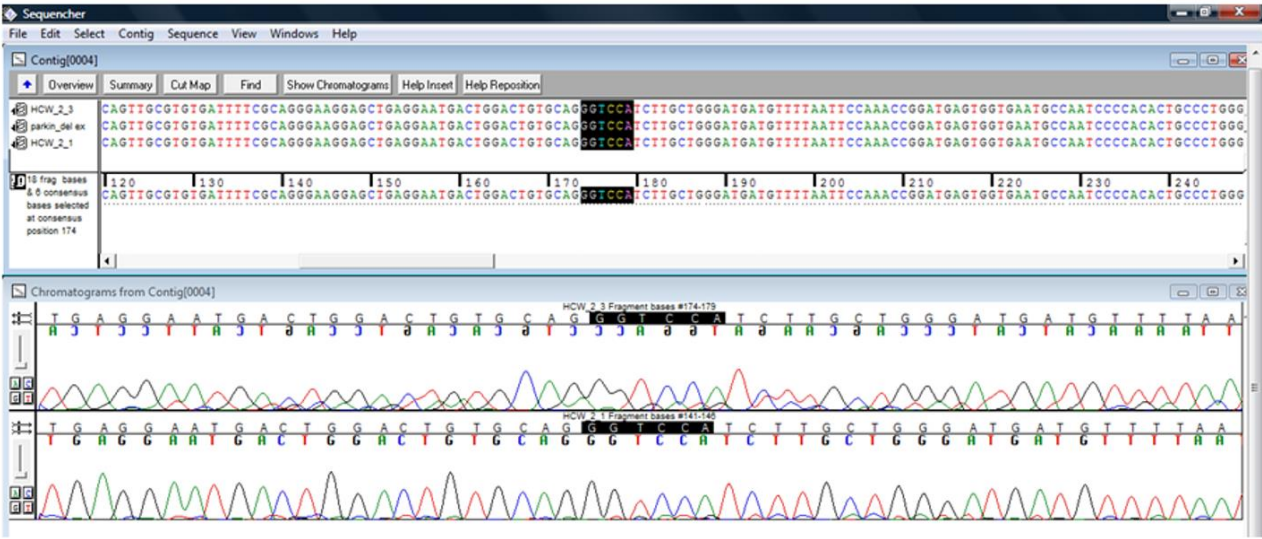 Sequencher
File Edit Select Contig Sequence View Windows Help
Contig[0004]
Overview Summary Cut Map Find Show Chromatograms Help Insert Help Reposition
HCW_2_3 CAGTTGCGTGTGATTTTCGCAGGGAAGGAGCTGAGGAATGACTGGACTGTGCAGGGTCCATCTTGCTGGGATGATGTTTTAATTCCAAACCGGATGAGTGGTGAATGCCAATCCCCACACTGCCCTGGG
parkin_del ex CAGTTGCGTGTGATTTTCGCAGGGAAGGAGCTGAGGAATGACTGGACTGTGCAGGGTCCATCTTGCTGGGATGATGTTTTAATTCCAAACCGGATGAGTGGTGAATGCCAATCCCCACACTGCCCTGGG
HCW_2_1 CAGTTGCGTGTGATTTTCGCAGGGAAGGAGCTGAGGAATGACTGGACTGTGCAGGGTCCATCTTGCTGGGATGATGTTTTAATTCCAAACCGGATGAGTGGTGAATGCCAATCCCCACACTGCCCTGGG
18 frag bases
& 6 consensus
bases selected
at consensus
position 174
120 130 140 150 160 170 180 190 200 210 220 230 240
CAGTTGCGTGTGATTTTCGCAGGGAAGGAGCTGAGGAATGACTGGACTGTGCAGGGTCCATCTTGCTGGGATGATGTTTTAATTCCAAACCGGATGAGTGGTGAATGCCAATCCCCACACTGCCCTGGG
Chromatograms from Contig[0004]
HCW_2_3 Fragment bases #174-179
T G A G G A A T G A C T G G A C T G T G C A G G G T C C A T C T T G C T G G G A T G A T G T T T T A A
A C T C C T T A C T G A C C T G A C A C G T C C C A G G T A G A A C G A C C C T A C T A C A A A A T T
A C
G T
HCW_2_1 Fragment bases #141-146
T G A G G A A T G A C T G G A C T G T G C A G G G T C C A T C T T G C T G G G A T G A T G T T T T A A
T G A G G A A T G A C T G G A C T G T G C A G G G T C C A T C T T G C T G G G A T G A T G T T T T A A
A C
G T